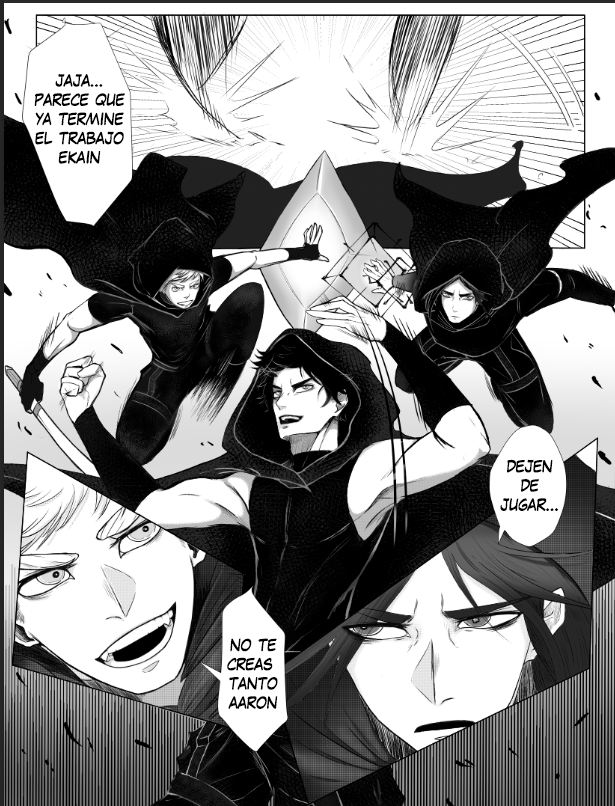 JAJA...
PARECE QUE
YA TERMINE
EL TRABAJO
EKAIN
DEJEN
DE
JUGAR...
NO TE
CREAS
TANTO
AARON